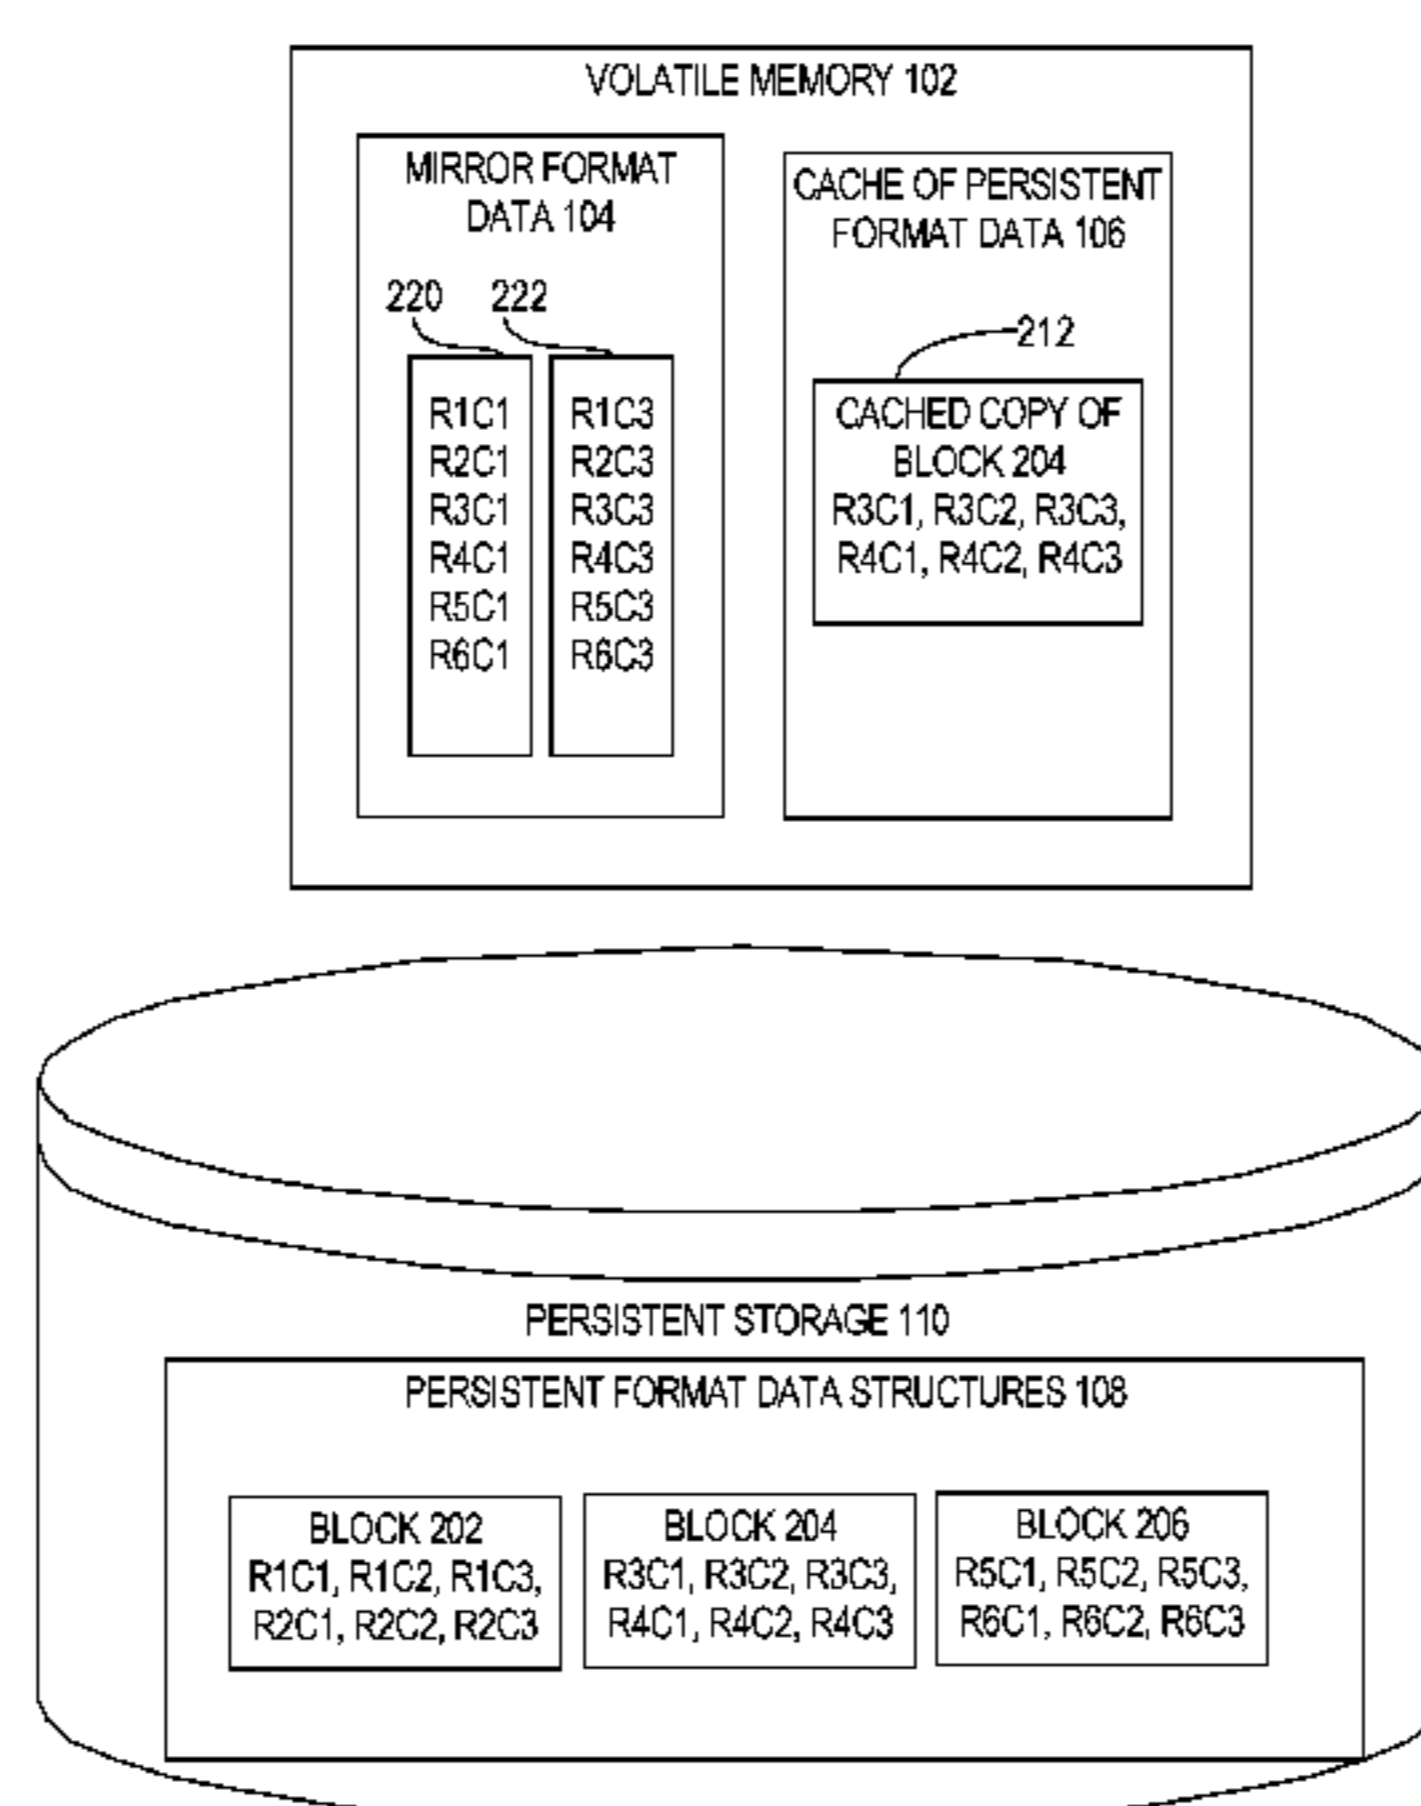 VOLATILE MEMORY 102
MIRROR FORMAT
DATA 104
220
222
R1C1
R2C1
R3C1
R4C1
R5C1
R6C1
R1C3
R2C3
R3C3
R4C3
R5C3
R6C3
CACHE OF PERSISTENT
FORMAT DATA 106
212
CACHED COPY OF
BLOCK 204
R3C1, R3C2, R3C3,
R4C1, R4C2, R4C3
PERSISTENT STORAGE 110
PERSISTENT FORMAT DATA STRUCTURES 108
BLOCK 202
R1C1, R1C2, R1C3,
R2C1, R2C2, R2C3
BLOCK 204
R3C1, R3C2, R3C3,
R4C1, R4C2, R4C3
BLOCK 206
R5C1, R5C2, R5C3,
R6C1, R6C2, R6C3